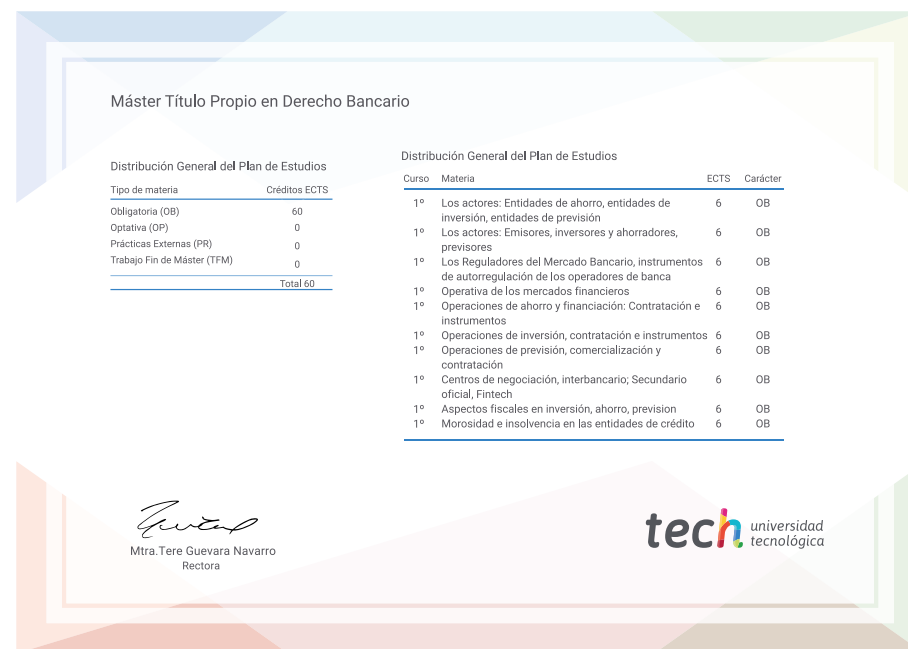 Máster Título Propio en Derecho Bancario
Distribución General del Plan de Estudios
Tipo de materia Créditos ECTS
Obligatoria (OB) 60
Optativa (OP) 0
Prácticas Externas (PR) 0
Trabajo Fin de Máster (TFM) 0
Total 60
Distribución General del Plan de Estudios
Curso Materia ECTS Carácter
1º Los actores: Entidades de ahorro, entidades de 6 OB
inversión, entidades de previsión
1º Los actores: Emisores, inversores y ahorradores, 6 OB
previsores
1º Los Reguladores del Mercado Bancario, instrumentos 6 OB
de autorregulación de los operadores de banca
1º Operativa de los mercados financieros 6 OB
1º Operaciones de ahorro y financiación: Contratación e 6 OB
instrumentos
1º Operaciones de inversión, contratación e instrumentos 6 OB
1º Operaciones de previsión, comercialización y 6 OB
contratación
1º Centros de negociación, interbancario; Secundario 6 OB
oficial, Fintech
1º Aspectos fiscales en inversión, ahorro, prevision 6 OB
1º Morosidad e insolvencia en las entidades de crédito 6 OB
Mtra.Tere Guevara Navarro
Rectora
tech universidad
tecnológica